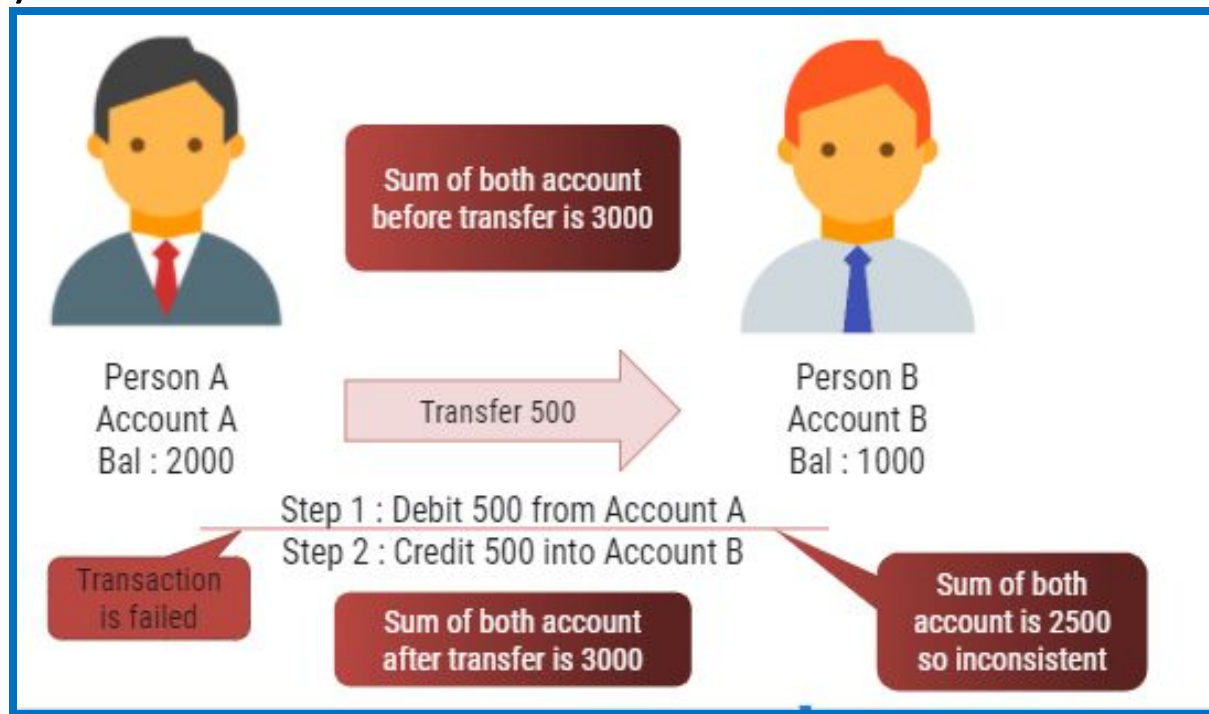 Sum of both account
before transfer is 3000
Person A
Account A
Bal : 2000
Transfer 500
Person B
Account B
Bal : 1000
Step 1 : Debit 500 from Account A
Step 2 : Credit 500 into Account B
Transaction
is failed
Sum of both account
after transfer is 3000
Sum of both
account is 2500
so inconsistent